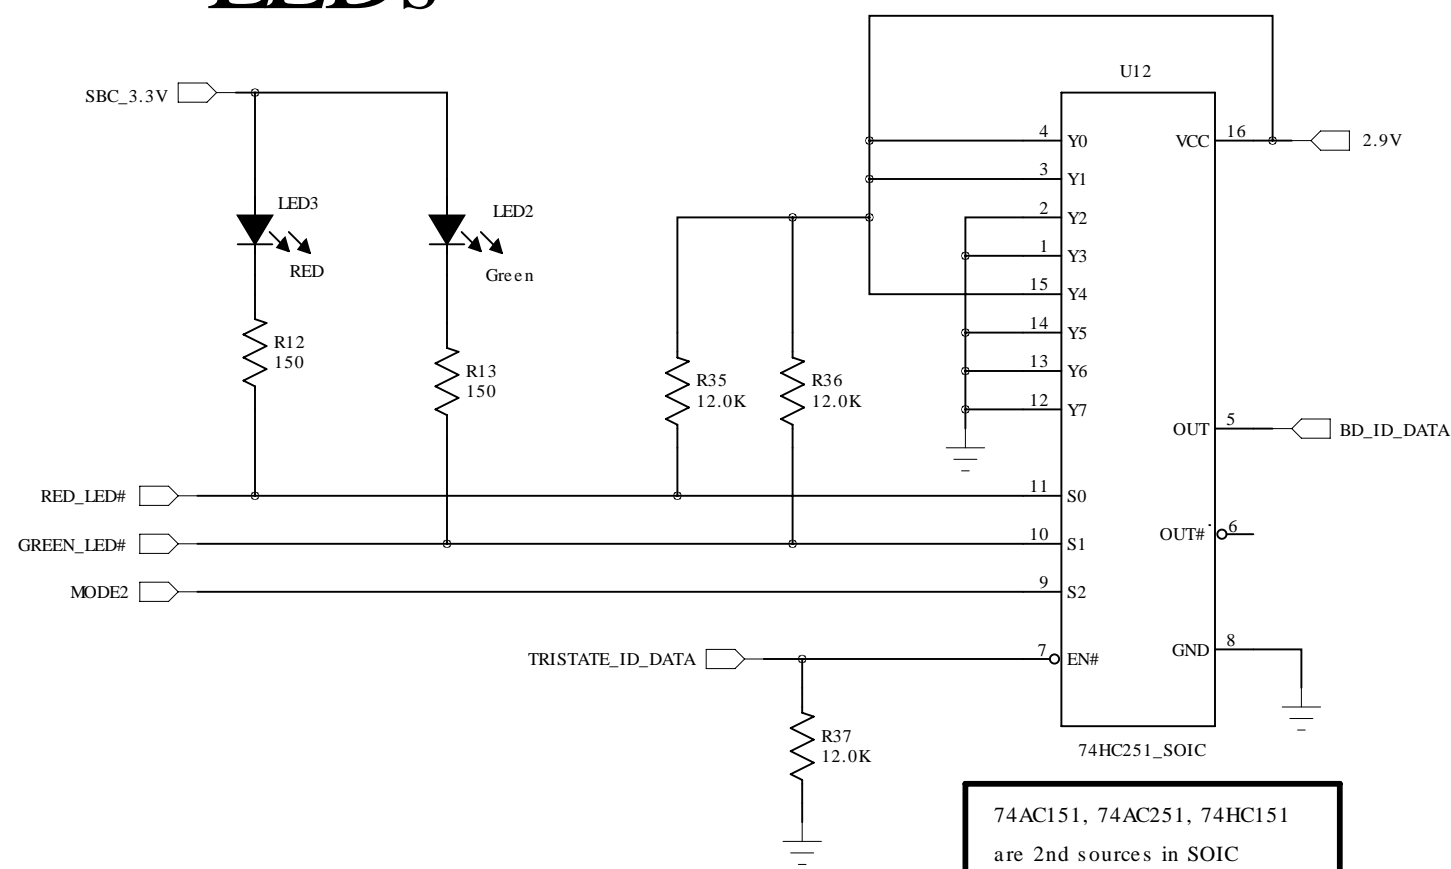 LEDs
U12
SBC_3.3V
4 Y0 VCC 16 2.9V
3 Y1
LED3 LED2 2 Y2
RED Green 1 Y3
15 Y4
R12 14 Y5
150
R13 13 Y6
150
R35 R36
12.0K 12.0K 12 Y7
OUT 5 BD_ID_DATA
RED_LED# 11 S0
GREEN_LED# 10 S1 OUT# 6
MODE2 9 S2
TRISTATE_ID_DATA 7 EN# GND 8
R37
12.0K
74HC251_SOIC
74AC151, 74AC251, 74HC151
are 2nd sources in SOIC